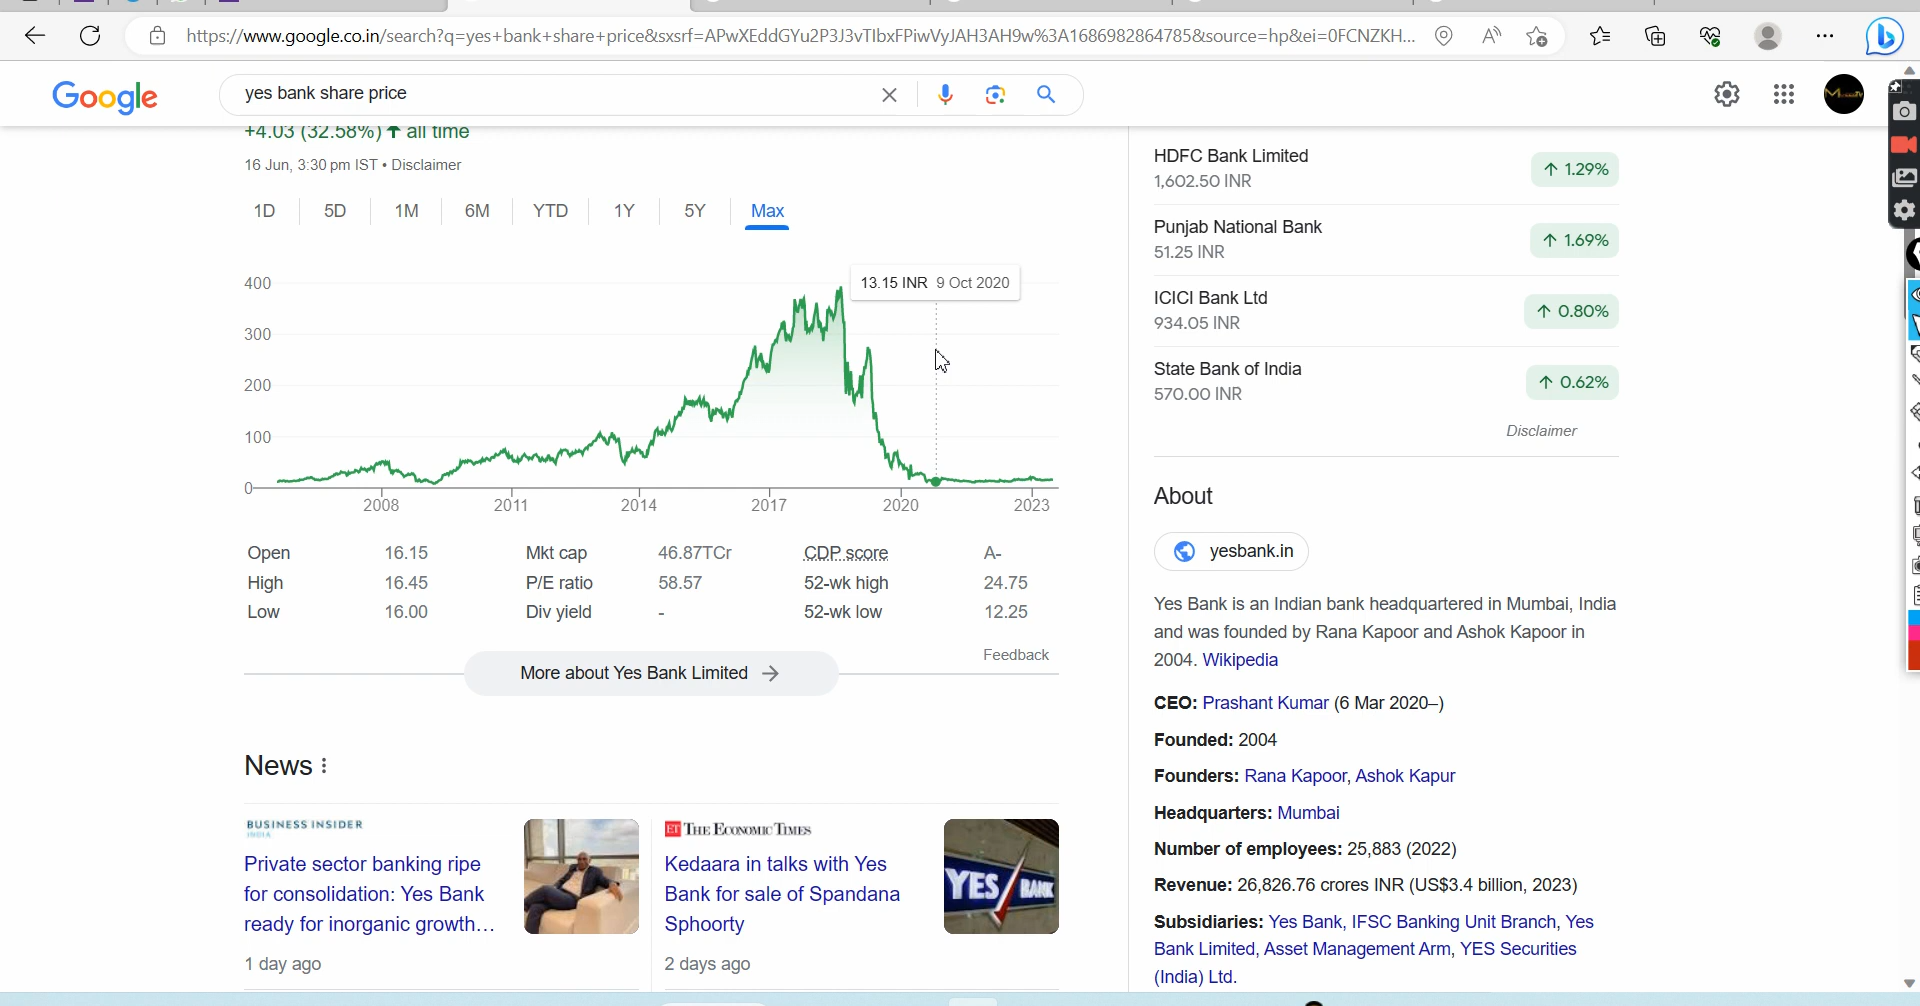 https://www.google.co.in/search?q=yes+bank+share+price&sxsrf=APwXEddGYu2P3J3vTIbxFPiwVyJAH3AH9w%3A1686982864785&source=hp&ei=0FCNZKH...
Google
yes bank share price
+4.03 (32.58%) ↑ all time
16 Jun, 3:30 pm IST • Disclaimer
1D 5D 1M 6M YTD 1Y 5Y Max
13.15 INR 9 Oct 2020
400
300
200
100
0
2008 2011 2014 2017 2020 2023
Open 16.15 Mkt cap 46.87TCr CDP score A-
High 16.45 P/E ratio 58.57 52-wk high 24.75
Low 16.00 Div yield - 52-wk low 12.25
Feedback
More about Yes Bank Limited →
News
BUSINESS INSIDER
INDIA
Private sector banking ripe
for consolidation: Yes Bank
ready for inorganic growth...
1 day ago
ET THE ECONOMIC TIMES
Kedaara in talks with Yes
Bank for sale of Spandana
Sphoorty
2 days ago
YES BANK
HDFC Bank Limited
1,602.50 INR
↑ 1.29%
Punjab National Bank
51.25 INR
↑ 1.69%
ICICI Bank Ltd
934.05 INR
↑ 0.80%
State Bank of India
570.00 INR
↑ 0.62%
Disclaimer
About
yesbank.in
Yes Bank is an Indian bank headquartered in Mumbai, India
and was founded by Rana Kapoor and Ashok Kapoor in
2004. Wikipedia
CEO: Prashant Kumar (6 Mar 2020–)
Founded: 2004
Founders: Rana Kapoor, Ashok Kapur
Headquarters: Mumbai
Number of employees: 25,883 (2022)
Revenue: 26,826.76 crores INR (US$3.4 billion, 2023)
Subsidiaries: Yes Bank, IFSC Banking Unit Branch, Yes
Bank Limited, Asset Management Arm, YES Securities
(India) Ltd.